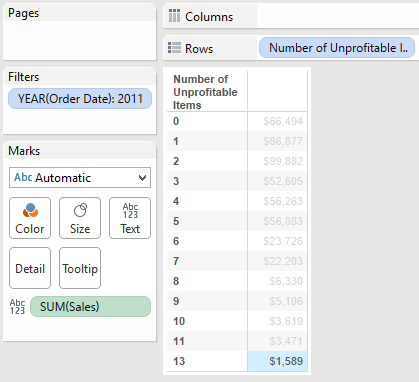 Pages
Columns
Rows
Number of Unprofitable I..
Filters
YEAR(Order Date): 2011
Marks
Abc Automatic
Color
Size
Abc
123
Text
Detail
Tooltip
Abc
123
SUM(Sales)
Number of
Unprofitable
Items
0 $66,494
1 $86,877
2 $99,882
3 $52,605
4 $56,263
5 $56,083
6 $23,726
7 $22,203
8 $6,330
9 $5,106
10 $3,619
11 $3,471
13 $1,589